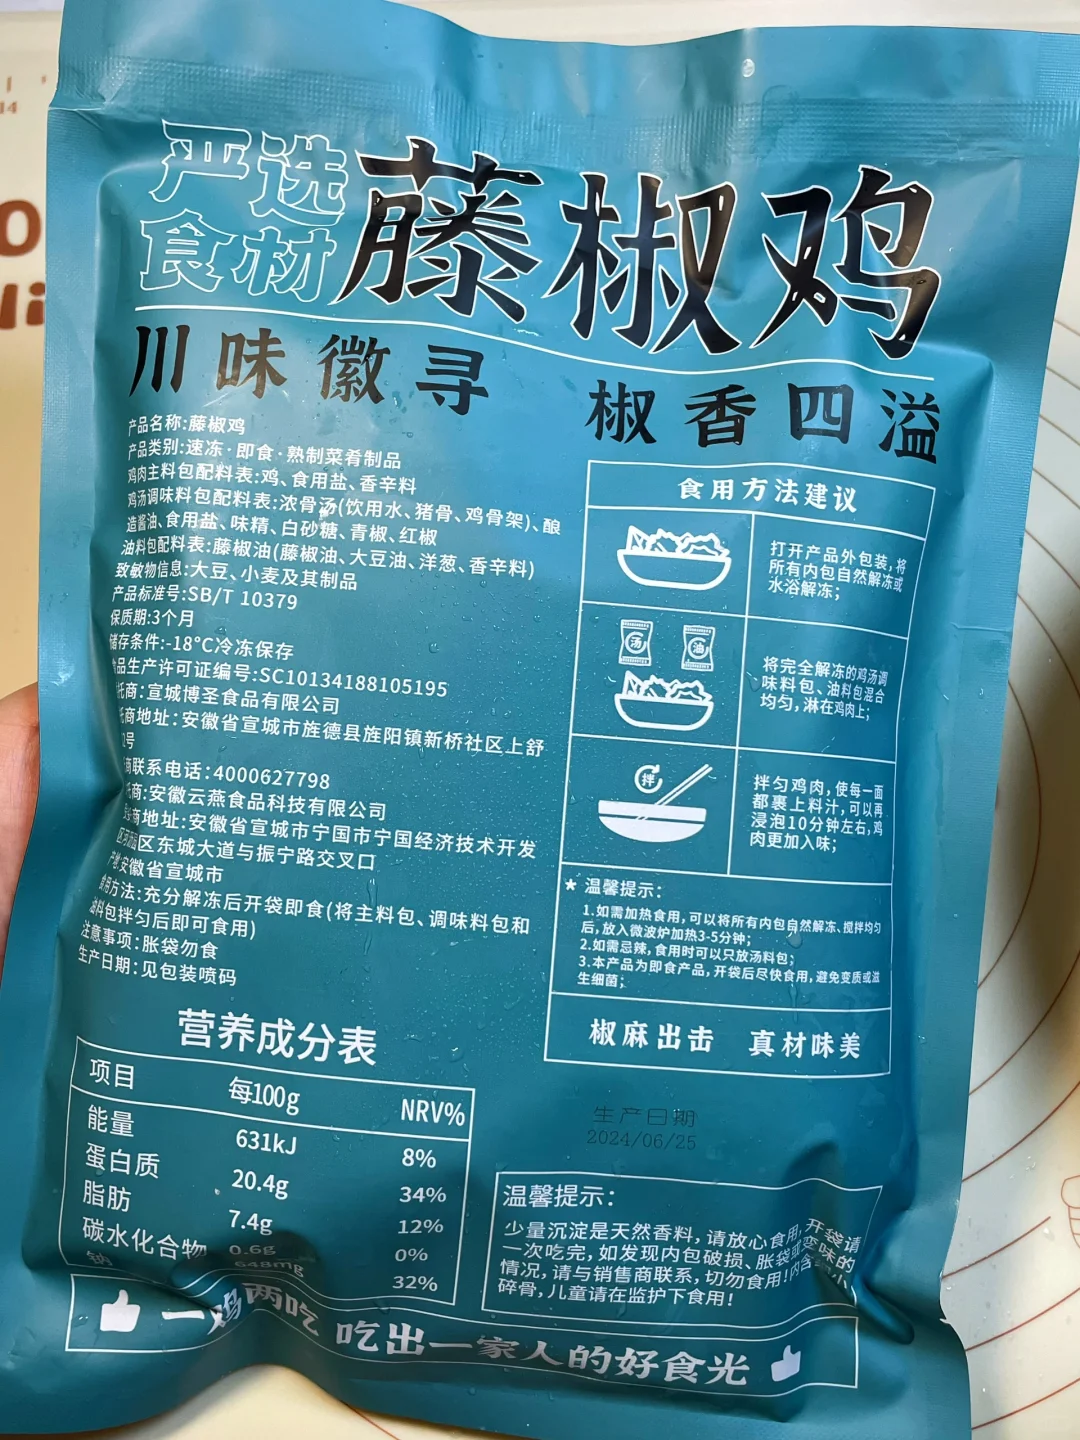 严选
食材
藤椒鸡
川味徽寻 椒香四溢
产品名称:藤椒鸡
产品类别:速冻·即食·熟制菜肴制品
鸡肉主料包配料表:鸡、食用盐、香辛料
鸡汤调味料包配料表:浓骨汤(饮用水、猪骨、鸡骨架)、酿
造酱油、食用盐、味精、白砂糖、青椒、红椒
油料包配料表:藤椒油(藤椒油、大豆油、洋葱、香辛料)
致敏物信息:大豆、小麦及其制品
产品标准号:SB/T 10379
保质期:3个月
储存条件:-18°C冷冻保存
食品生产许可证编号:SC10134188105195
托商:宣城博圣食品有限公司
托商地址:安徽省宣城市旌德县旌阳镇新桥社区上舒
号
商联系电话:4000627798
托商:安徽云燕食品科技有限公司
商地址:安徽省宣城市宁国市宁国经济技术开发
区东城大道与振宁路交叉口
产地:安徽省宣城市
食用方法:充分解冻后开袋即食(将主料包、调味料包和
油料包拌匀后即可食用)
注意事项:胀袋勿食
生产日期:见包装喷码
食用方法建议
打开产品外包装,将
所有内包自然解冻或
水浴解冻;
汤
油
将完全解冻的鸡汤调
味料包、油料包混合
均匀,淋在鸡肉上;
拌
拌匀鸡肉,使每一面
都裹上料汁,可以再
浸泡10分钟左右,鸡
肉更加入味;
★ 温馨提示:
1.如需加热食用,可以将所有内包自然解冻、搅拌均匀
后,放入微波炉加热3-5分钟;
2.如需忌辣,食用时可以只放汤料包;
3.本产品为即食产品,开袋后尽快食用,避免变质或滋
生细菌;
椒麻出击 真材味美
营养成分表
项目 每100g NRV%
能量 631kJ 8%
蛋白质 20.4g 34%
脂肪 7.4g 12%
碳水化合物 0.6g 0%
钠 648mg 32%
生产日期
2024/06/25
温馨提示:
少量沉淀是天然香料,请放心食用,开袋请
一次吃完,如发现内包破损、胀袋或变味的
情况,请与销售商联系,切勿食用!内含小
碎骨,儿童请在监护下食用!
一鸡两吃 吃出一家人的好食光